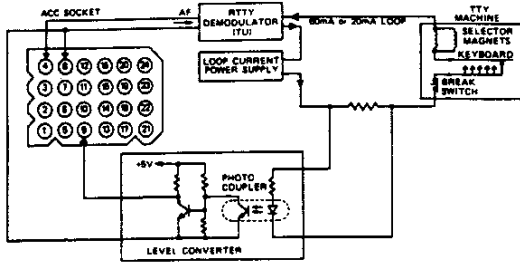 ACC SOCKET
AF
RTTY
DEMODULATOR
(TU)
60mA or 20mA LOOP
TTY
MACHINE
SELECTOR
MAGNETS
KEYBOARD
BREAK
SWITCH
LOOP CURRENT
POWER SUPPLY
4 8 12 16 20 24
3 7 11 15 19 23
2 6 10 14 18 22
1 5 9 13 17 21
+5V
PHOTO
COUPLER
LEVEL CONVERTER